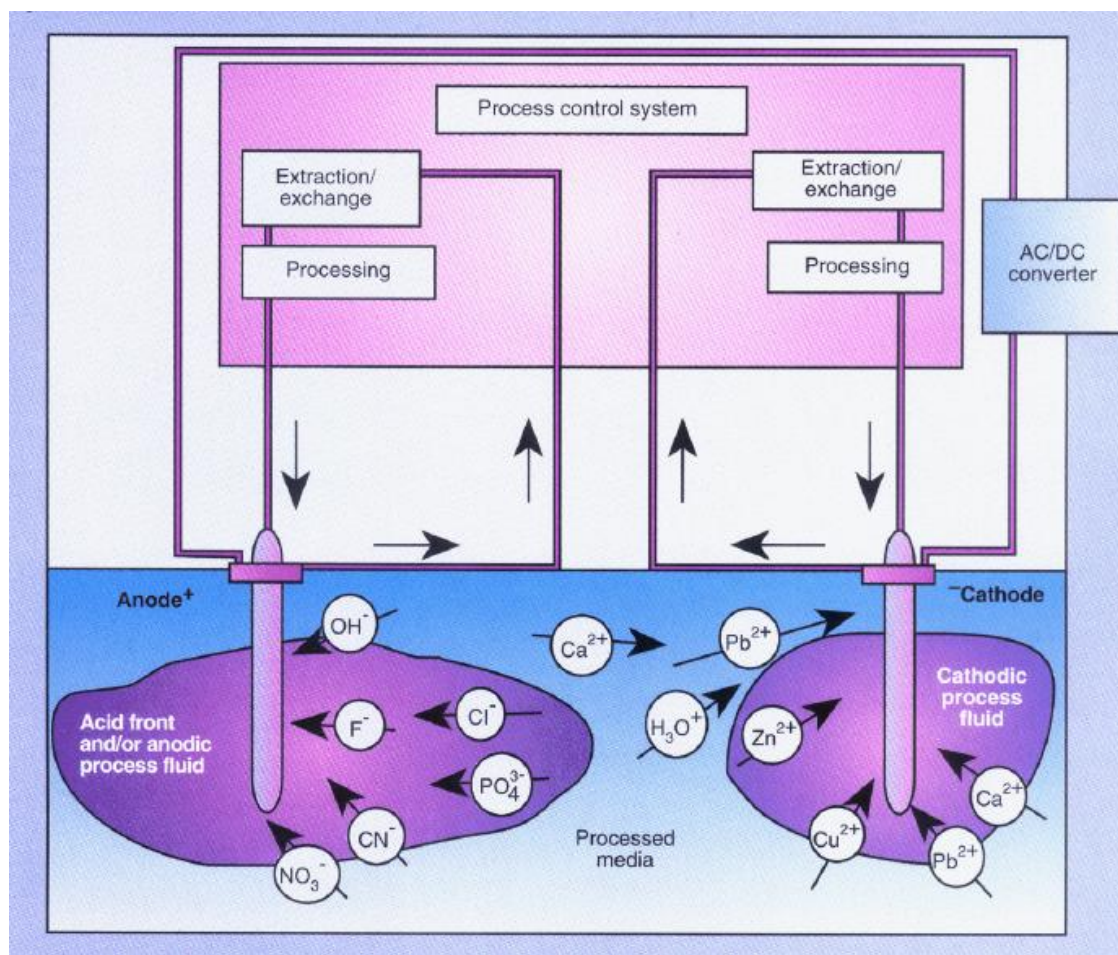 Process control system
Extraction/
exchange
Extraction/
exchange
Processing
Processing
AC/DC
converter
Anode⁺
⁻Cathode
OH⁻
Ca²⁺
Pb²⁺
Acid front
and/or anodic
process fluid
F⁻
Cl⁻
H₃O⁺
Zn²⁺
Cathodic
process
fluid
PO₄³⁻
CN⁻
NO₃⁻
Processed
media
Cu²⁺
Pb²⁺
Ca²⁺